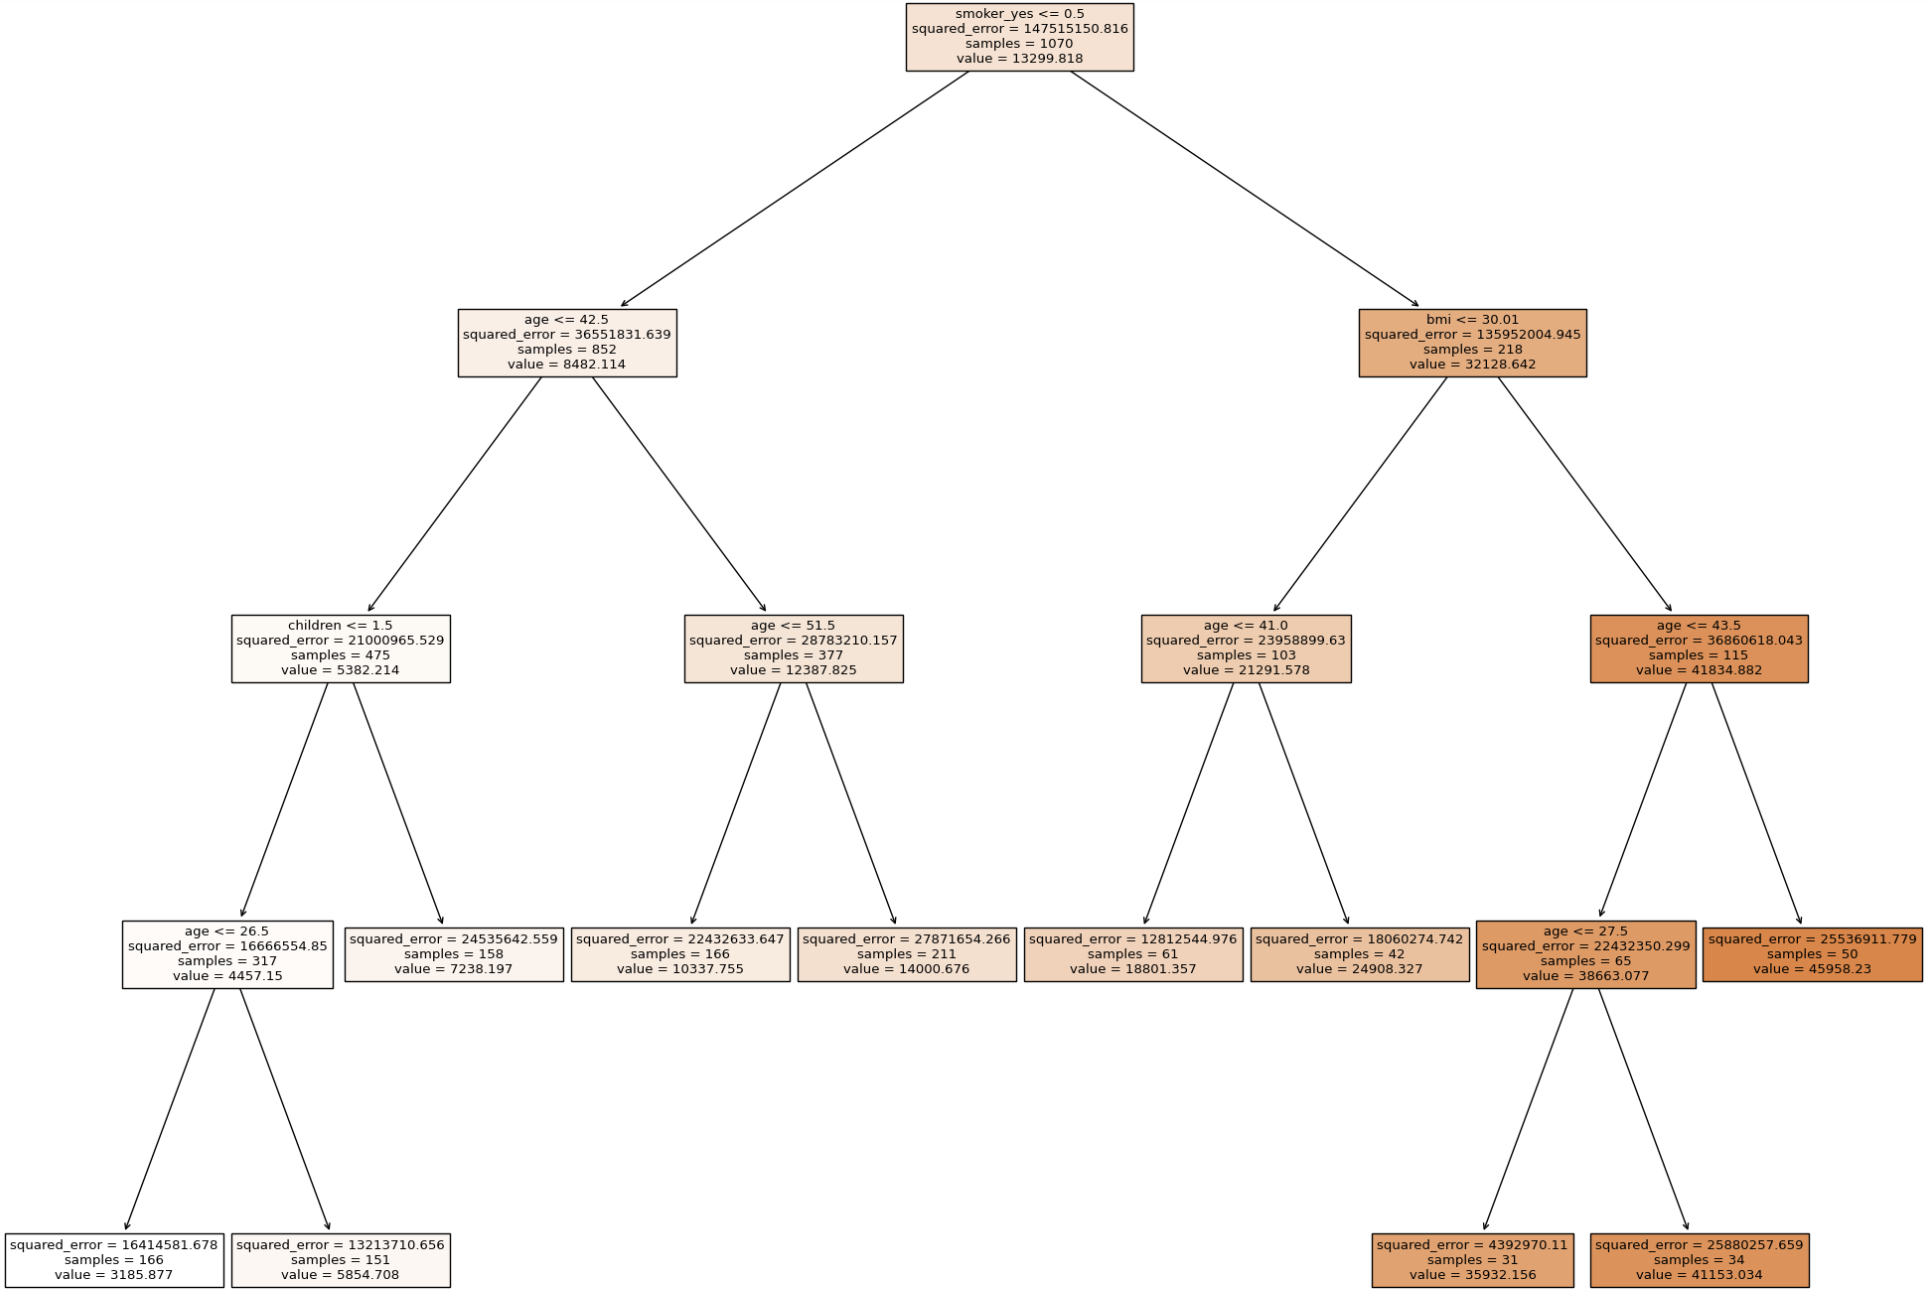 smoker_yes <= 0.5
squared_error = 147515150.816
samples = 1070
value = 13299.818
age <= 42.5
squared_error = 36551831.639
samples = 852
value = 8482.114
bmi <= 30.01
squared_error = 135952004.945
samples = 218
value = 32128.642
children <= 1.5
squared_error = 21000965.529
samples = 475
value = 5382.214
age <= 51.5
squared_error = 28783210.157
samples = 377
value = 12387.825
age <= 41.0
squared_error = 23958899.63
samples = 103
value = 21291.578
age <= 43.5
squared_error = 36860618.043
samples = 115
value = 41834.882
age <= 26.5
squared_error = 16666554.85
samples = 317
value = 4457.15
squared_error = 24535642.559
samples = 158
value = 7238.197
squared_error = 22432633.647
samples = 166
value = 10337.755
squared_error = 27871654.266
samples = 211
value = 14000.676
squared_error = 12812544.976
samples = 61
value = 18801.357
squared_error = 18060274.742
samples = 42
value = 24908.327
age <= 27.5
squared_error = 22432350.299
samples = 65
value = 38663.077
squared_error = 25536911.779
samples = 50
value = 45958.23
squared_error = 16414581.678
samples = 166
value = 3185.877
squared_error = 13213710.656
samples = 151
value = 5854.708
squared_error = 4392970.11
samples = 31
value = 35932.156
squared_error = 25880257.659
samples = 34
value = 41153.034